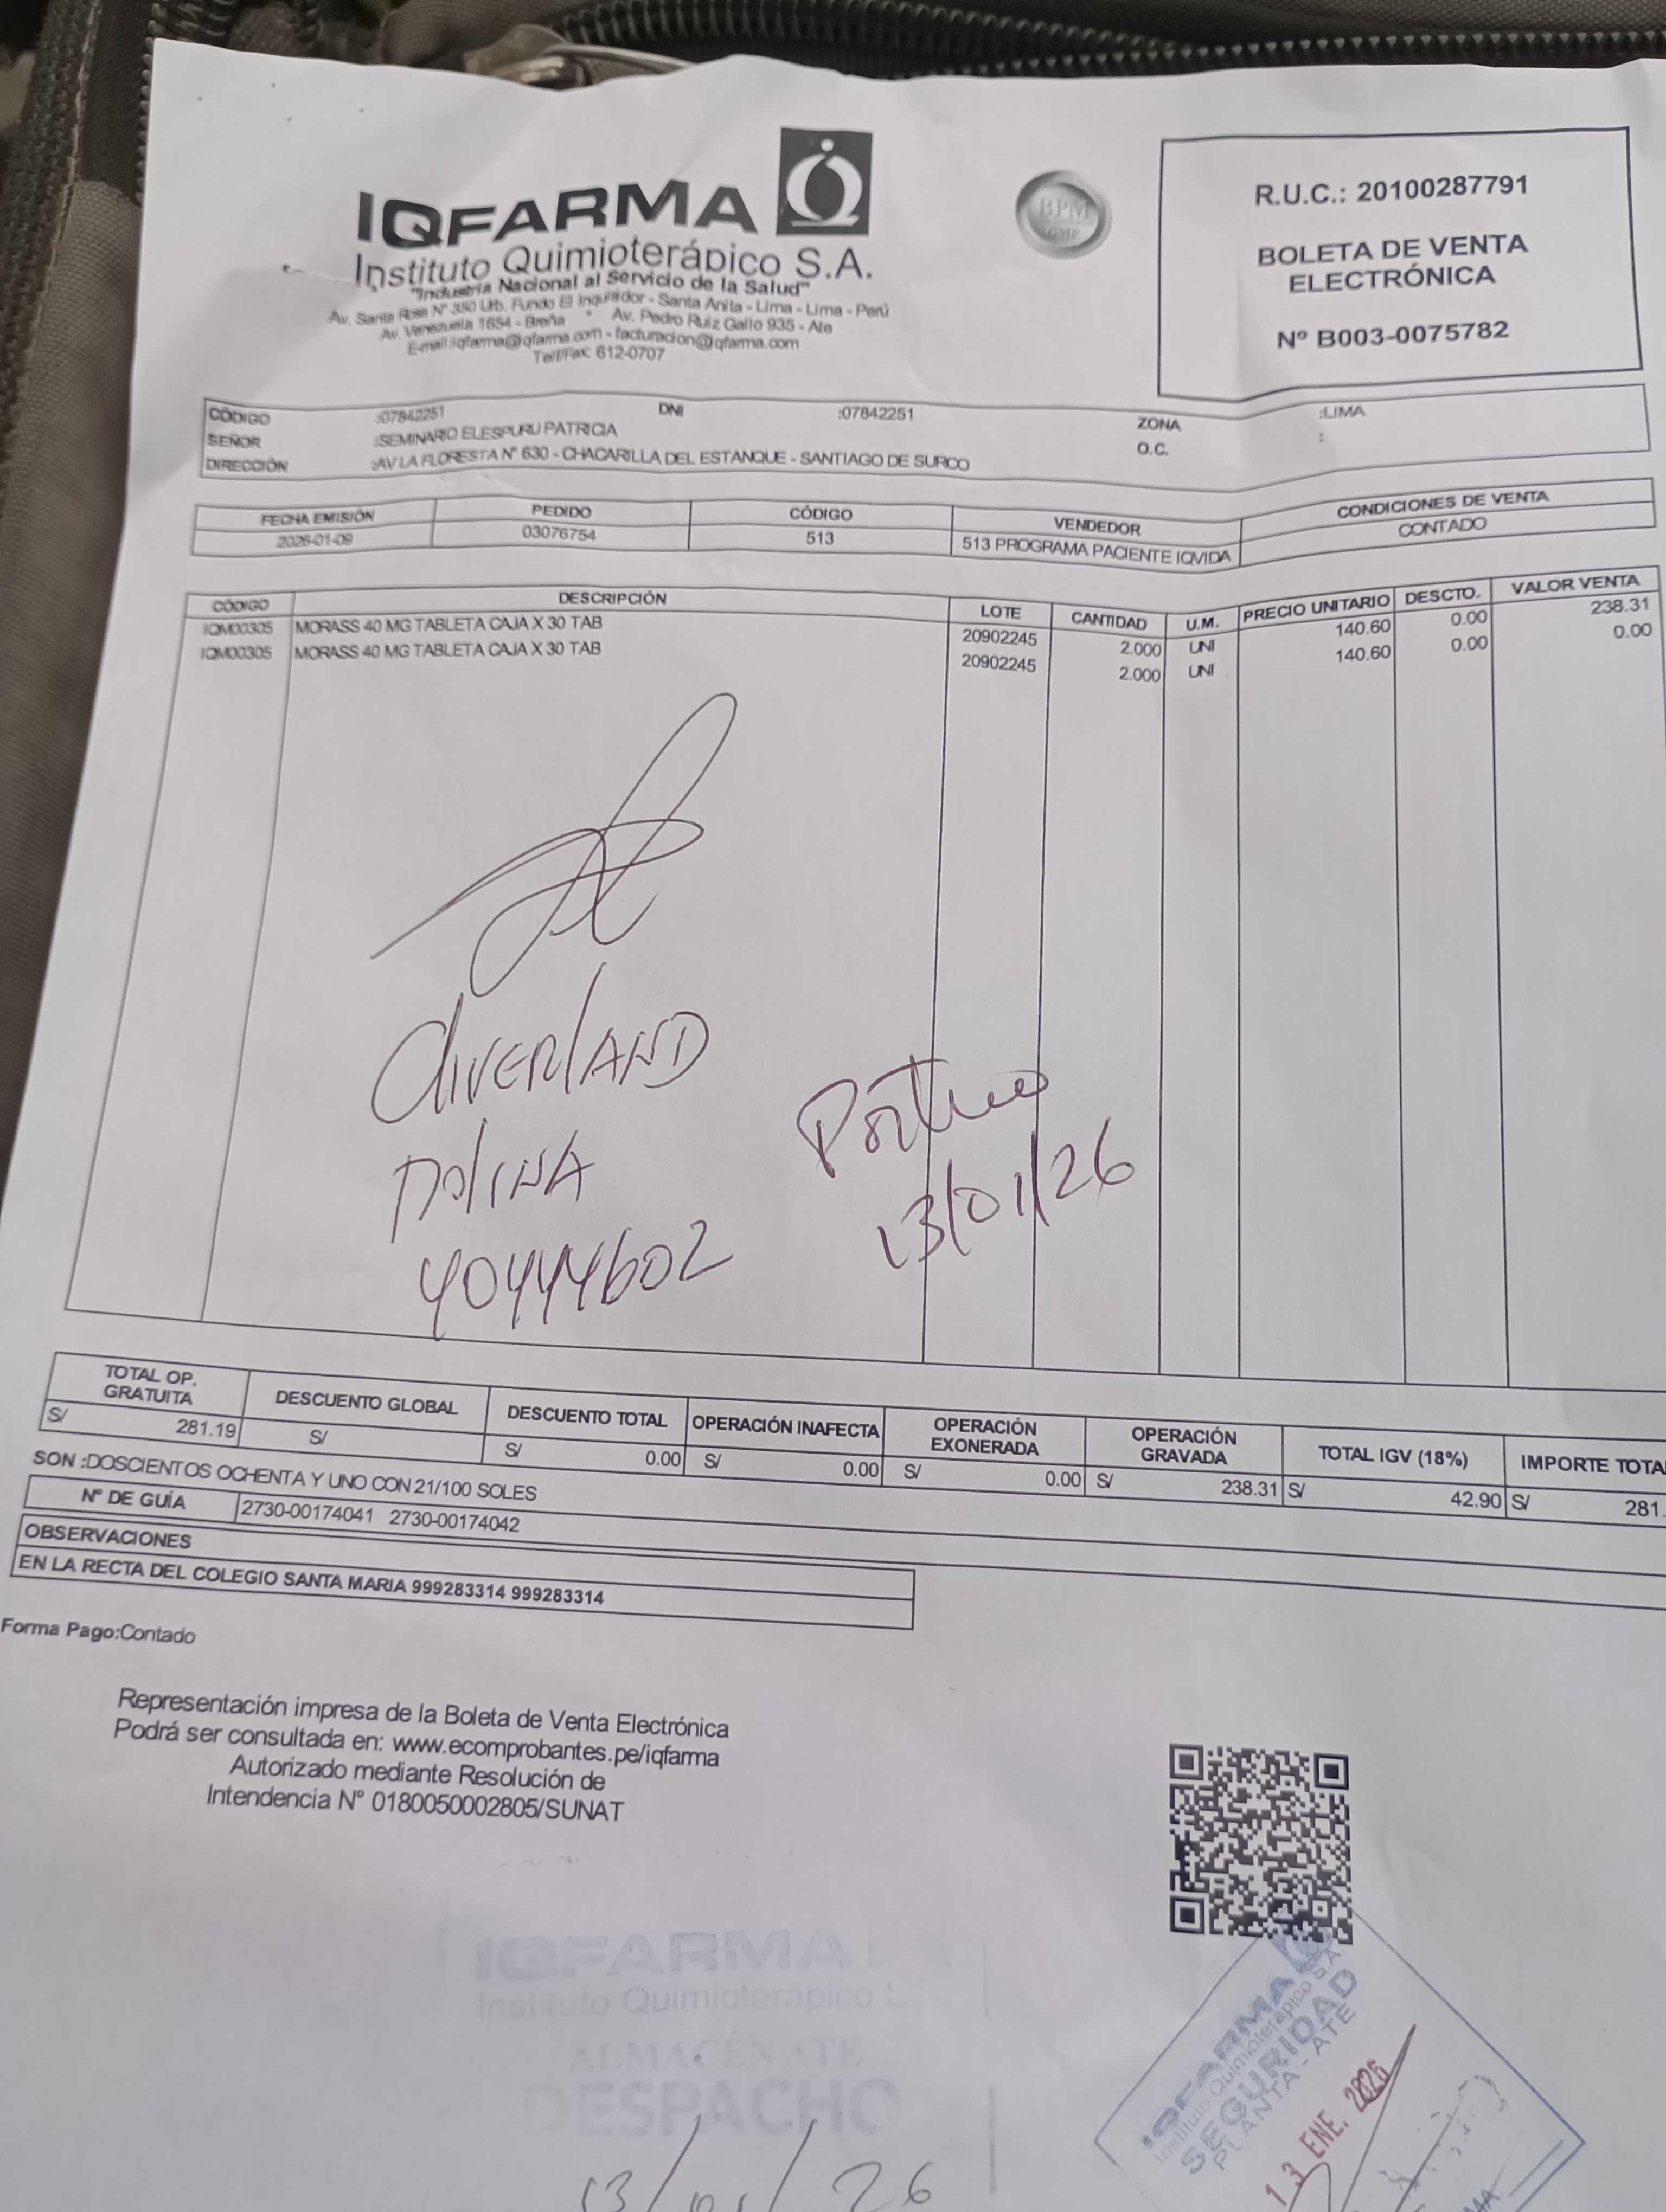 IQFARMA
Instituto Quimioterápico S.A.
"Industria Nacional al Servicio de la Salud"
Av. Santa Rosa N° 350 Urb. Fundo El Inquisidor - Santa Anita - Lima - Lima - Perú
Av. Venezuela 1654 - Breña * Av. Pedro Ruiz Gallo 935 - Ate
E-mail:iqfarma@qfarma.com - facturacion@iqfarma.com
Telf/Fax: 612-0707
BPM
GMP
R.U.C.: 20100287791
BOLETA DE VENTA
ELECTRÓNICA
Nº B003-0075782
CÓDIGO :07842251 DNI :07842251 ZONA :LIMA
SEÑOR :SEMINARIO ELESPURU PATRICIA O.C. :
DIRECCIÓN :AV LA FLORESTA N° 630 - CHACARILLA DEL ESTANQUE - SANTIAGO DE SURCO
FECHA EMISIÓN PEDIDO CÓDIGO VENDEDOR CONDICIONES DE VENTA
2026-01-09 03076754 513 513 PROGRAMA PACIENTE IQVIDA CONTADO
CÓDIGO DESCRIPCIÓN LOTE CANTIDAD U.M. PRECIO UNITARIO DESCTO. VALOR VENTA
IQM00305 MORASS 40 MG TABLETA CAJA X 30 TAB 20902245 2.000 UNI 140.60 0.00 238.31
IQM00305 MORASS 40 MG TABLETA CAJA X 30 TAB 20902245 2.000 UNI 140.60 0.00 0.00
13/01/26
40444602
TOTAL OP. GRATUITA DESCUENTO GLOBAL DESCUENTO TOTAL OPERACIÓN INAFECTA OPERACIÓN EXONERADA OPERACIÓN GRAVADA TOTAL IGV (18%) IMPORTE TOTA
S/ 281.19 S/ S/ 0.00 S/ 0.00 S/ 0.00 S/ 238.31 S/ 42.90 S/ 281.
SON :DOSCIENTOS OCHENTA Y UNO CON 21/100 SOLES
Nº DE GUÍA 2730-00174041 2730-00174042
OBSERVACIONES
EN LA RECTA DEL COLEGIO SANTA MARIA 999283314 999283314
Forma Pago:Contado
Representación impresa de la Boleta de Venta Electrónica
Podrá ser consultada en: www.ecomprobantes.pe/iqfarma
Autorizado mediante Resolución de
Intendencia N° 0180050002805/SUNAT
IQFARMA
Instituto Quimioterápico
ALMACÉN ATE
DESPACHO
13/01/26
IQFARMA
Instituto Quimioterápico S.A.
SEGURIDAD
PLANTA - ATE
13 ENE. 2026